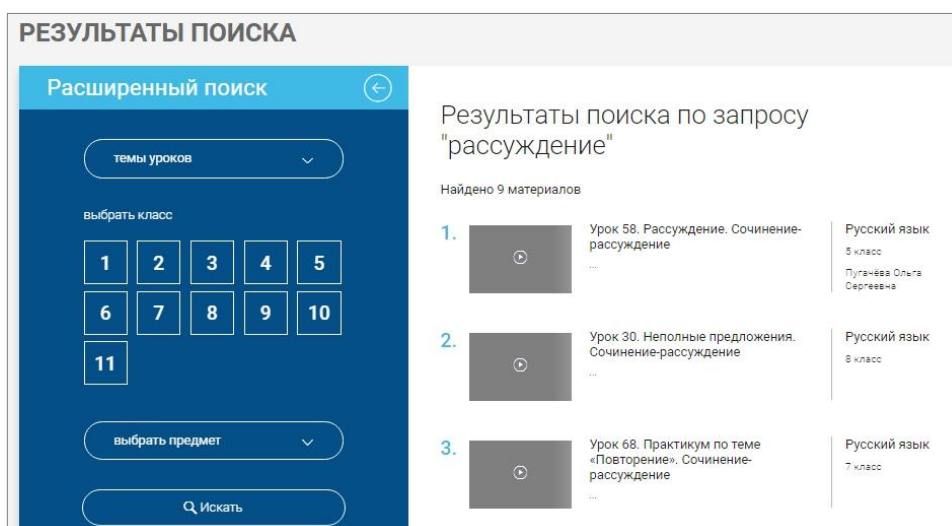 РЕЗУЛЬТАТЫ ПОИСКА
Расширенный поиск
темы уроков
выбрать класс
1 2 3 4 5
6 7 8 9 10
11
выбрать предмет
Искать
Результаты поиска по запросу
"рассуждение"
Найдено 9 материалов
1.
Урок 58. Рассуждение. Сочинение-
рассуждение
...
Русский язык
5 класс
Пугачёва Ольга
Сергеевна
2.
Урок 30. Неполные предложения.
Сочинение-рассуждение
...
Русский язык
8 класс
3.
Урок 68. Практикум по теме
«Повторение». Сочинение-
рассуждение
...
Русский язык
7 класс